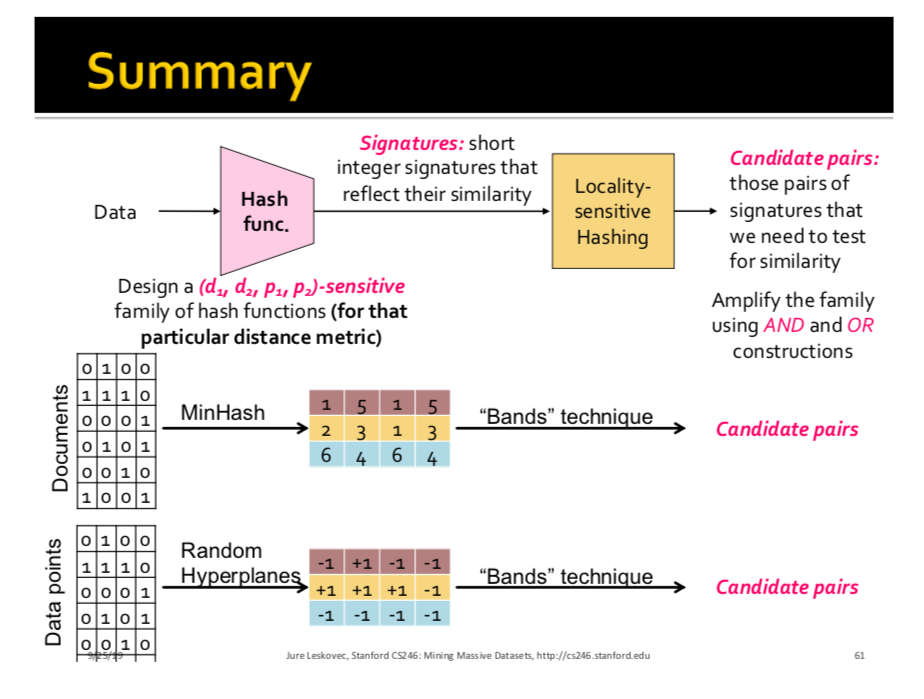 Summary
Data
Hash
func.
Signatures: short
integer signatures that
reflect their similarity
Locality-
sensitive
Hashing
Candidate pairs:
those pairs of
signatures that
we need to test
for similarity
Design a (d₁, d₂, p₁, p₂)-sensitive
family of hash functions (for that
particular distance metric)
Amplify the family
using AND and OR
constructions
Documents
0 1 0 0
1 1 1 0
0 0 0 1
0 1 0 1
0 0 1 0
1 0 0 1
MinHash
1 5 1 5
2 3 1 3
6 4 6 4
“Bands” technique
Candidate pairs
Data points
0 1 0 0
1 1 1 0
0 0 0 1
0 1 0 1
0 0 1 0
Random
Hyperplanes
-1 +1 -1 -1
+1 +1 +1 -1
-1 -1 -1 -1
“Bands” technique
Candidate pairs
9/25/19
Jure Leskovec, Stanford CS246: Mining Massive Datasets, http://cs246.stanford.edu
61